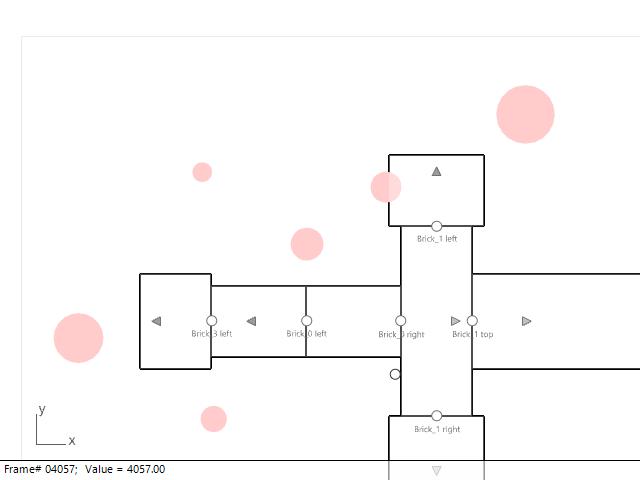 Brick_1 left
Brick_3 left
Brick_0 left
Brick_0 right
Brick_1 top
Brick_1 right
y
x
Frame# 04057; Value = 4057.00